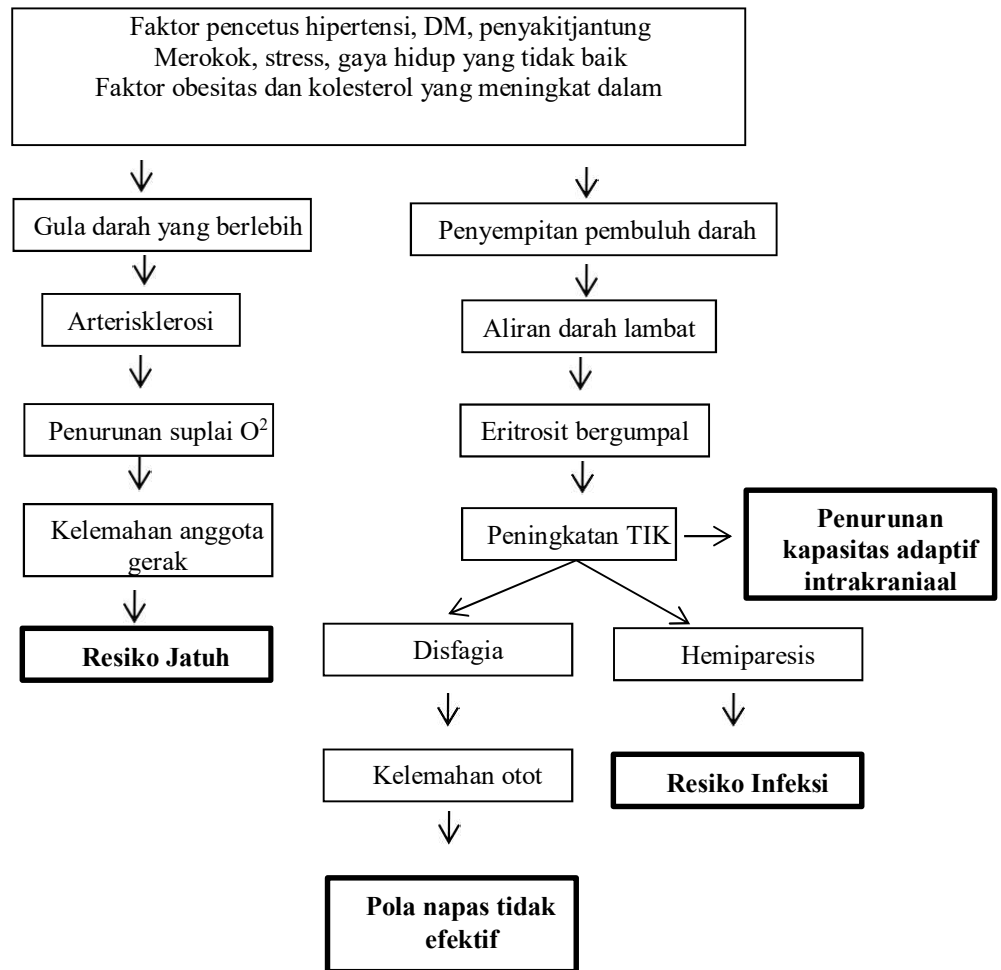 Faktor pencetus hipertensi, DM, penyakitjantung
Merokok, stress, gaya hidup yang tidak baik
Faktor obesitas dan kolesterol yang meningkat dalam
Gula darah yang berlebih
Arterisklerosi
Penurunan suplai O²
Kelemahan anggota
gerak
Resiko Jatuh
Penyempitan pembuluh darah
Aliran darah lambat
Eritrosit bergumpal
Peningkatan TIK
Penurunan
kapasitas adaptif
intrakraniaal
Disfagia
Kelemahan otot
Pola napas tidak
efektif
Hemiparesis
Resiko Infeksi